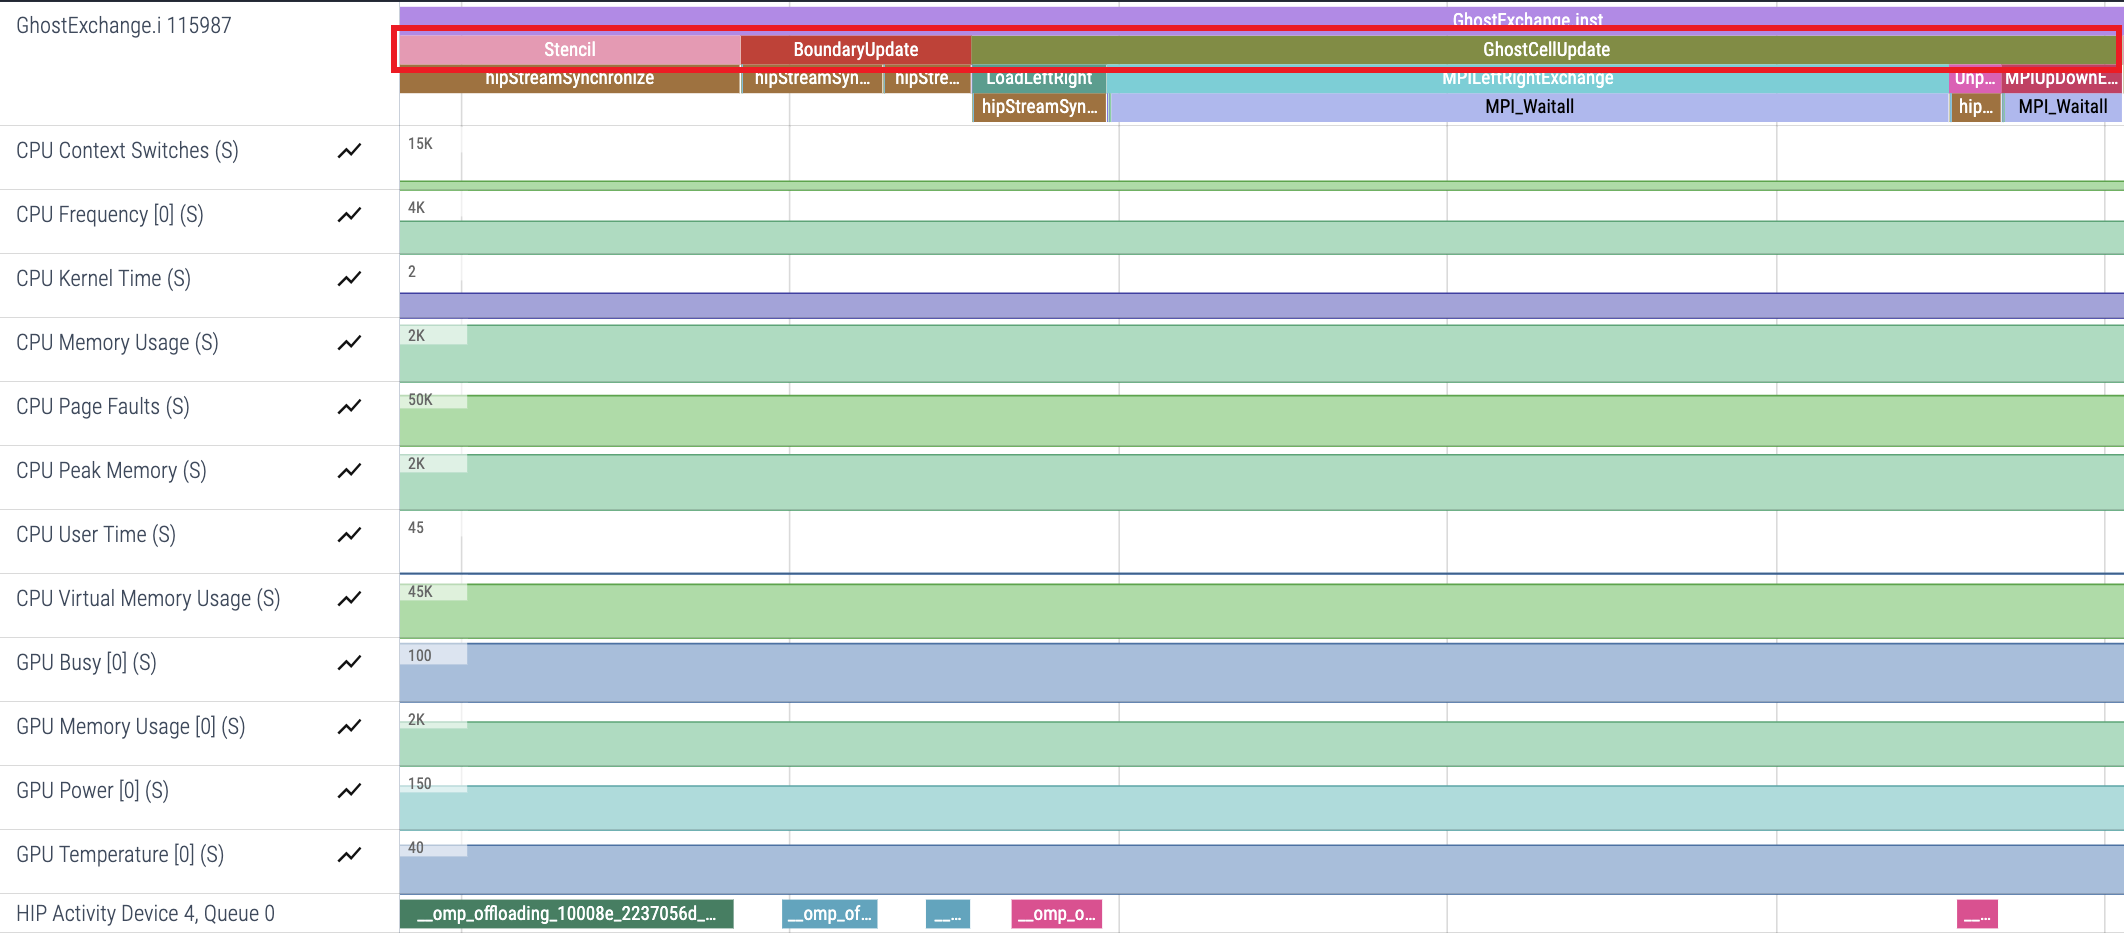 GhostExchange.i 115987
GhostExchange.inst
Stencil BoundaryUpdate GhostCellUpdate
hipStreamSynchronize hipStreamSyn... hipStre... LoadLeftRight MPILeftRightExchange Unp... MPIUpDownE...
hipStreamSyn... MPI_Waitall hip... MPI_Waitall
CPU Context Switches (S) 15K
CPU Frequency [0] (S) 4K
CPU Kernel Time (S) 2
CPU Memory Usage (S) 2K
CPU Page Faults (S) 50K
CPU Peak Memory (S) 2K
CPU User Time (S) 45
CPU Virtual Memory Usage (S) 45K
GPU Busy [0] (S) 100
GPU Memory Usage [0] (S) 2K
GPU Power [0] (S) 150
GPU Temperature [0] (S) 40
HIP Activity Device 4, Queue 0 __omp_offloading_10008e_2237056d_... __omp_of... __... __omp_o... __...